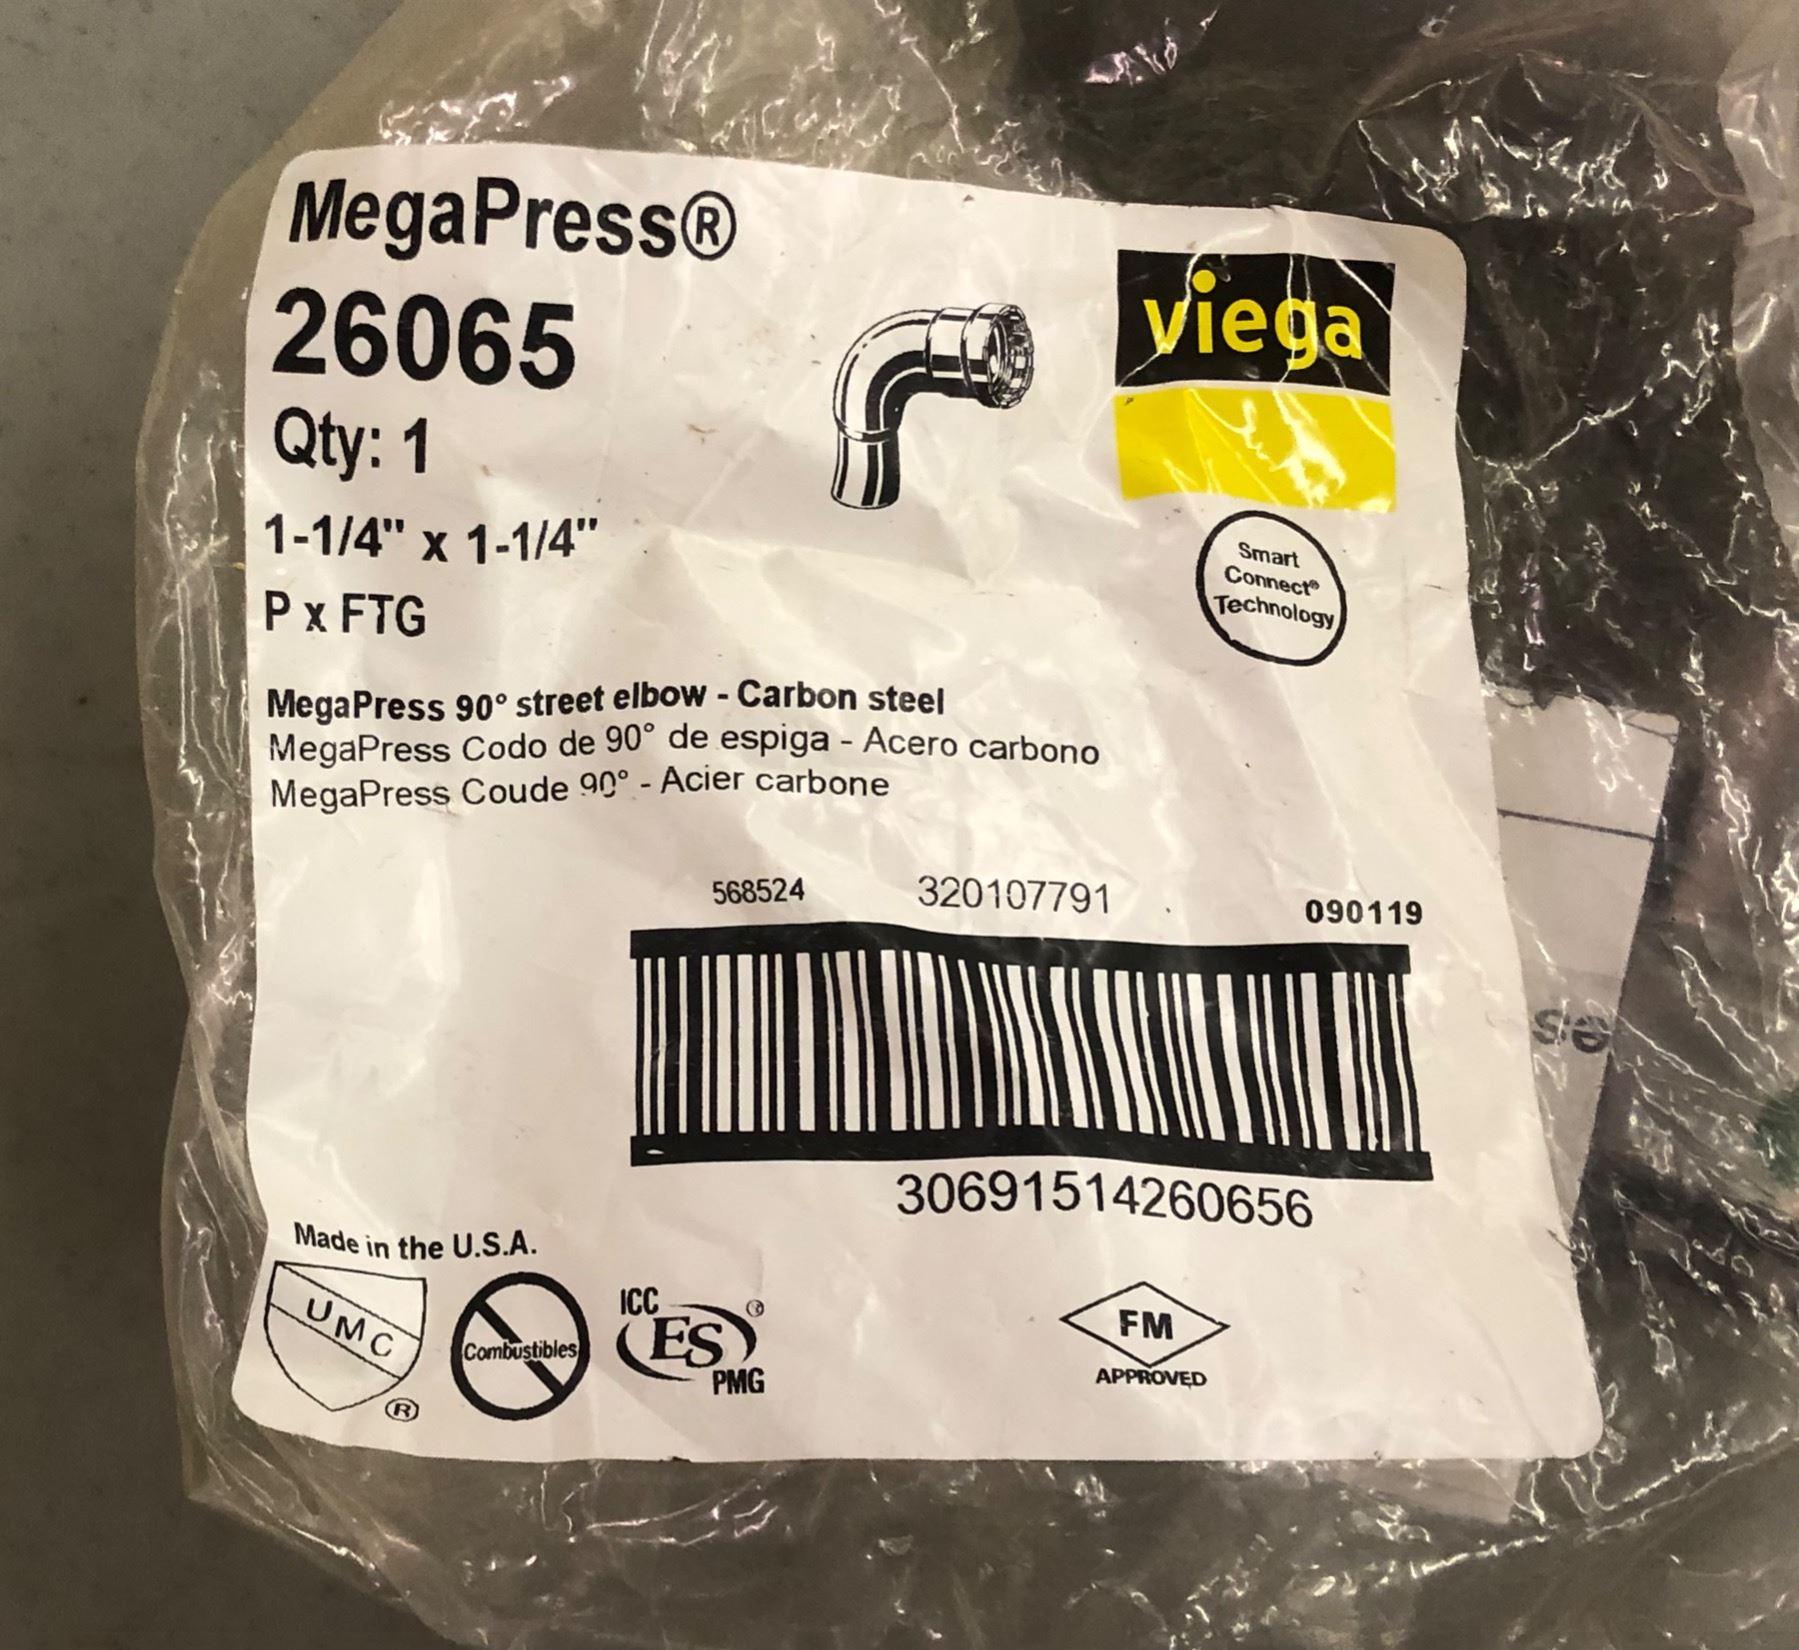 MegaPress®
26065
Qty: 1
1-1/4" x 1-1/4"
P x FTG
viega
Smart
Connect®
Technology
MegaPress 90° street elbow - Carbon steel
MegaPress Codo de 90° de espiga - Acero carbono
MegaPress Coude 90° - Acier carbone
568524 320107791 090119
30691514260656
Made in the U.S.A.
UMC
®
Combustibles
ICC
ES ®
PMG
FM
APPROVED